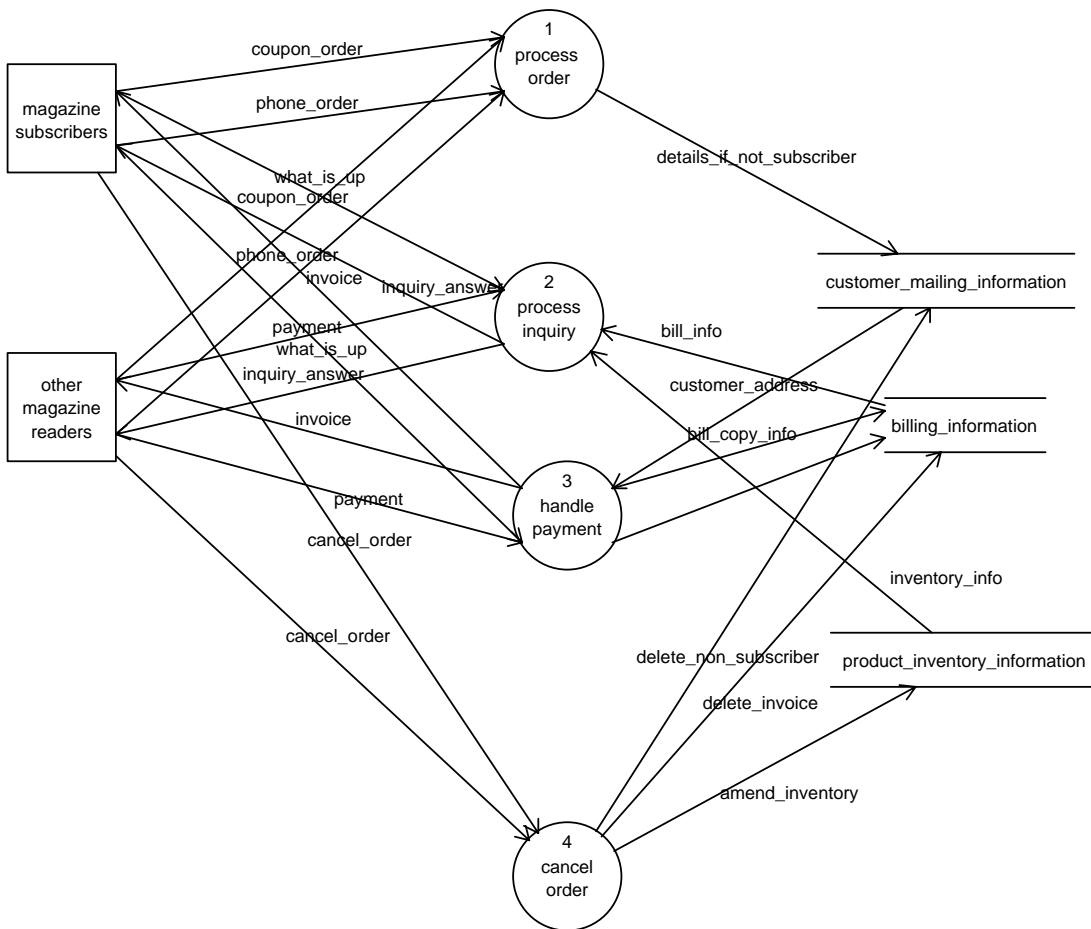 1
process
order
coupon_order
magazine
subscribers
phone_order
details_if_not_subscriber
what_is_up
coupon_order
phone_order
invoice
inquiry_answer
2
process
inquiry
customer_mailing_information
payment
what_is_up
bill_info
inquiry_answer
other
magazine
readers
customer_address
invoice
bill_copy_info
billing_information
payment
3
handle
payment
cancel_order
inventory_info
cancel_order
delete_non_subscriber
product_inventory_information
delete_invoice
amend_inventory
4
cancel
order